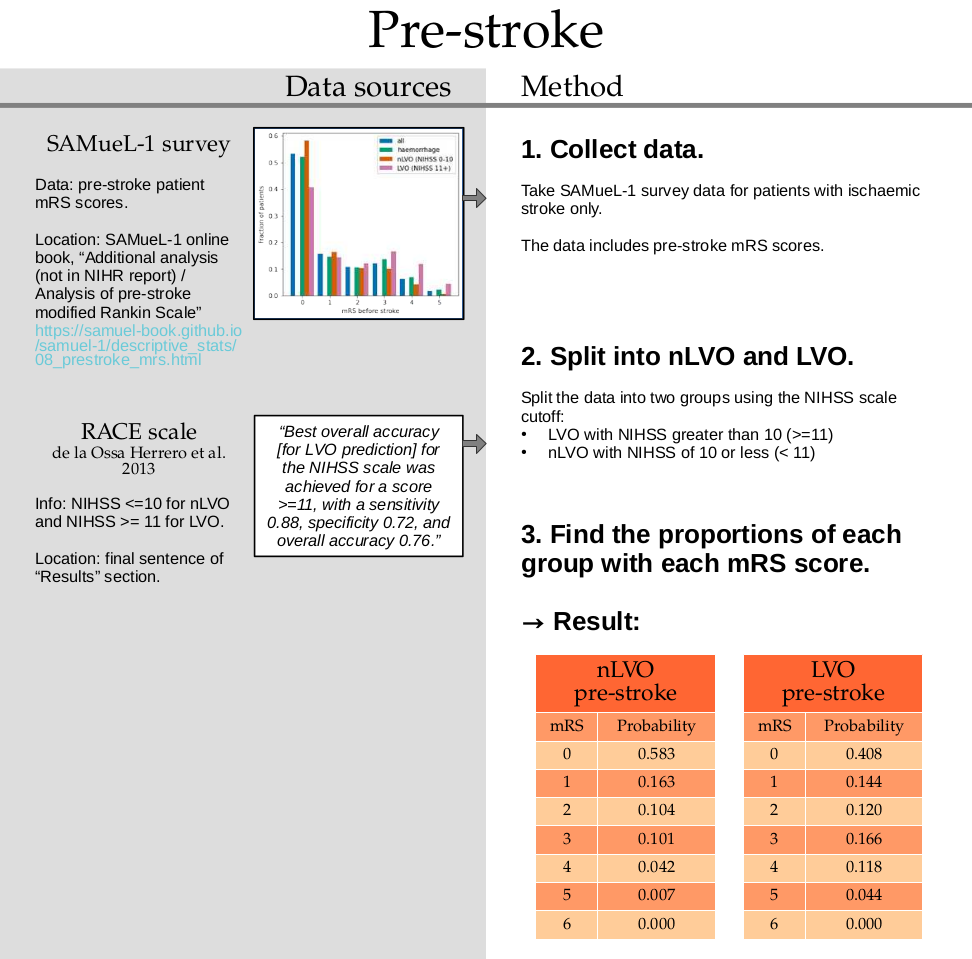 Pre-stroke
Data sources
Method
SAMueL-1 survey
Data: pre-stroke patient
mRS scores.
Location: SAMueL-1 online
book, “Additional analysis
(not in NIHR report) /
Analysis of pre-stroke
modified Rankin Scale”
https://samuel-book.github.io
/samuel-1/descriptive_stats/
08_prestroke_mrs.html
all
haemorrhage
nLVO (NIHSS 0-10
LVO (NIHSS 11+)
fraction of patients
0.6
0.5
0.4
0.3
0.2
0.1
0.0
0 1 2 3 4 5
mRS before stroke
RACE scale
de la Ossa Herrero et al.
2013
Info: NIHSS <=10 for nLVO
and NIHSS >= 11 for LVO.
Location: final sentence of
“Results” section.
“Best overall accuracy
[for LVO prediction] for
the NIHSS scale was
achieved for a score
>=11, with a sensitivity
0.88, specificity 0.72, and
overall accuracy 0.76.”
1. Collect data.
Take SAMueL-1 survey data for patients with ischaemic
stroke only.
The data includes pre-stroke mRS scores.
2. Split into nLVO and LVO.
Split the data into two groups using the NIHSS scale
cutoff:
• LVO with NIHSS greater than 10 (>=11)
• nLVO with NIHSS of 10 or less (< 11)
3. Find the proportions of each
group with each mRS score.
→ Result:
nLVO
pre-stroke
mRS Probability
0 0.583
1 0.163
2 0.104
3 0.101
4 0.042
5 0.007
6 0.000
LVO
pre-stroke
mRS Probability
0 0.408
1 0.144
2 0.120
3 0.166
4 0.118
5 0.044
6 0.000